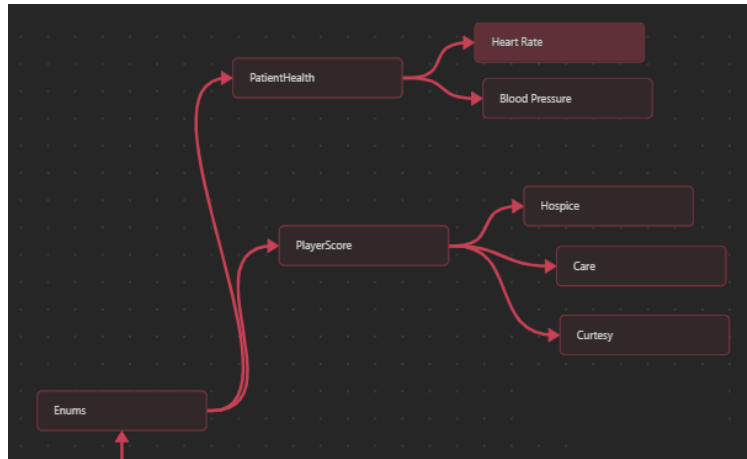 Heart Rate
PatientHealth
Blood Pressure
Hospice
PlayerScore
Care
Curtesy
Enums